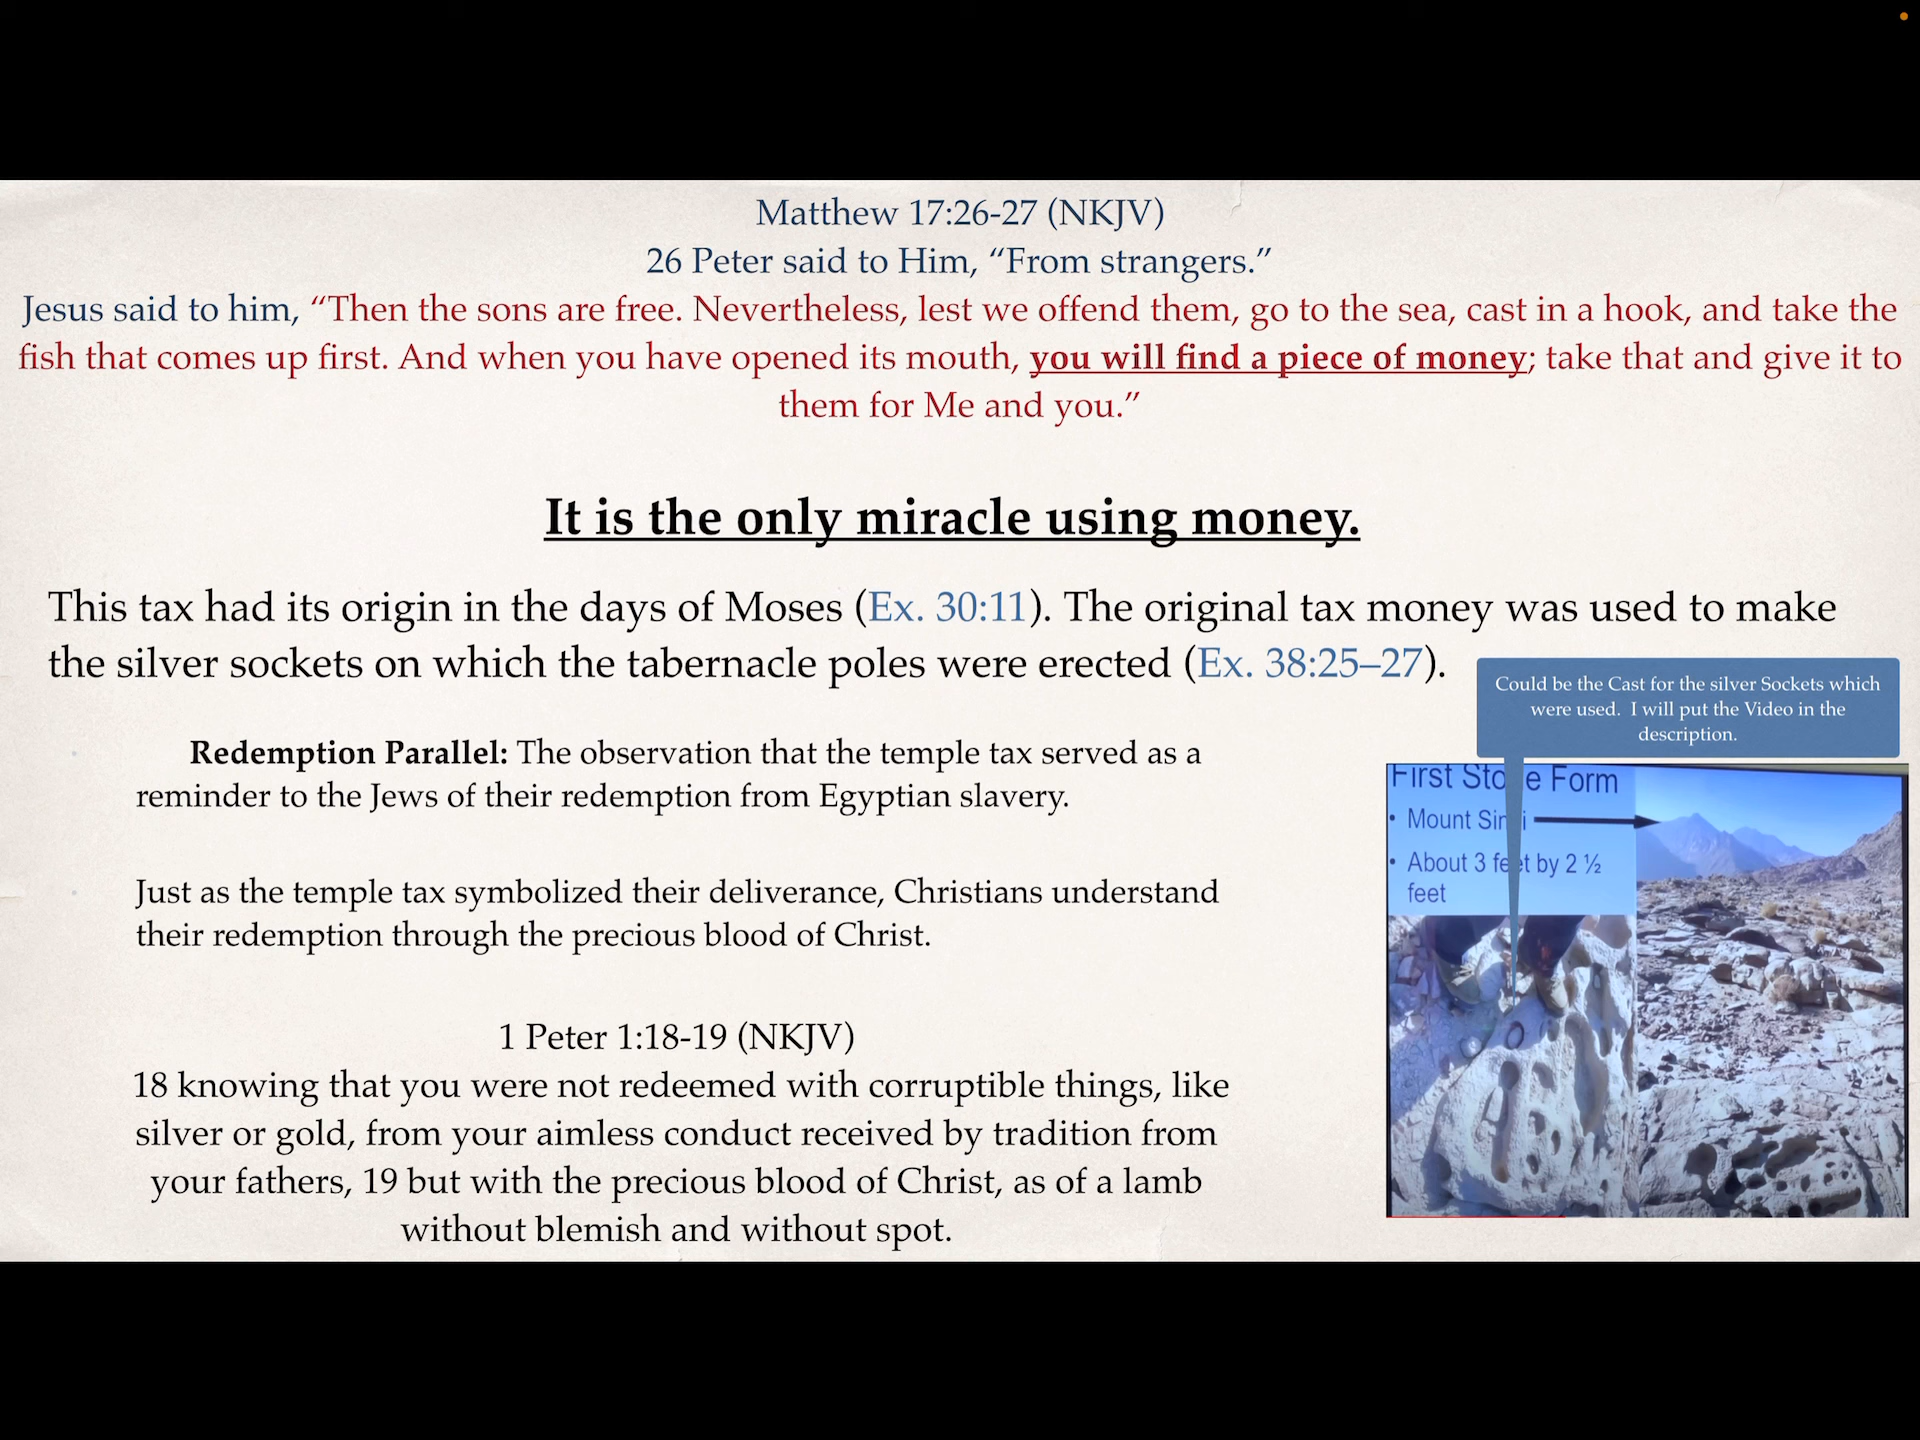 Matthew 17:26-27 (NKJV)
26 Peter said to Him, “From strangers.”
Jesus said to him, “Then the sons are free. Nevertheless, lest we offend them, go to the sea, cast in a hook, and take the
fish that comes up first. And when you have opened its mouth, you will find a piece of money; take that and give it to
them for Me and you.”
It is the only miracle using money.
This tax had its origin in the days of Moses (Ex. 30:11). The original tax money was used to make
the silver sockets on which the tabernacle poles were erected (Ex. 38:25–27).
Could be the Cast for the silver Sockets which
were used. I will put the Video in the
description.
Redemption Parallel: The observation that the temple tax served as a
reminder to the Jews of their redemption from Egyptian slavery.
Just as the temple tax symbolized their deliverance, Christians understand
their redemption through the precious blood of Christ.
1 Peter 1:18-19 (NKJV)
18 knowing that you were not redeemed with corruptible things, like
silver or gold, from your aimless conduct received by tradition from
your fathers, 19 but with the precious blood of Christ, as of a lamb
without blemish and without spot.
First Stone Form
• Mount Sinai
• About 3 feet by 2 ½
feet